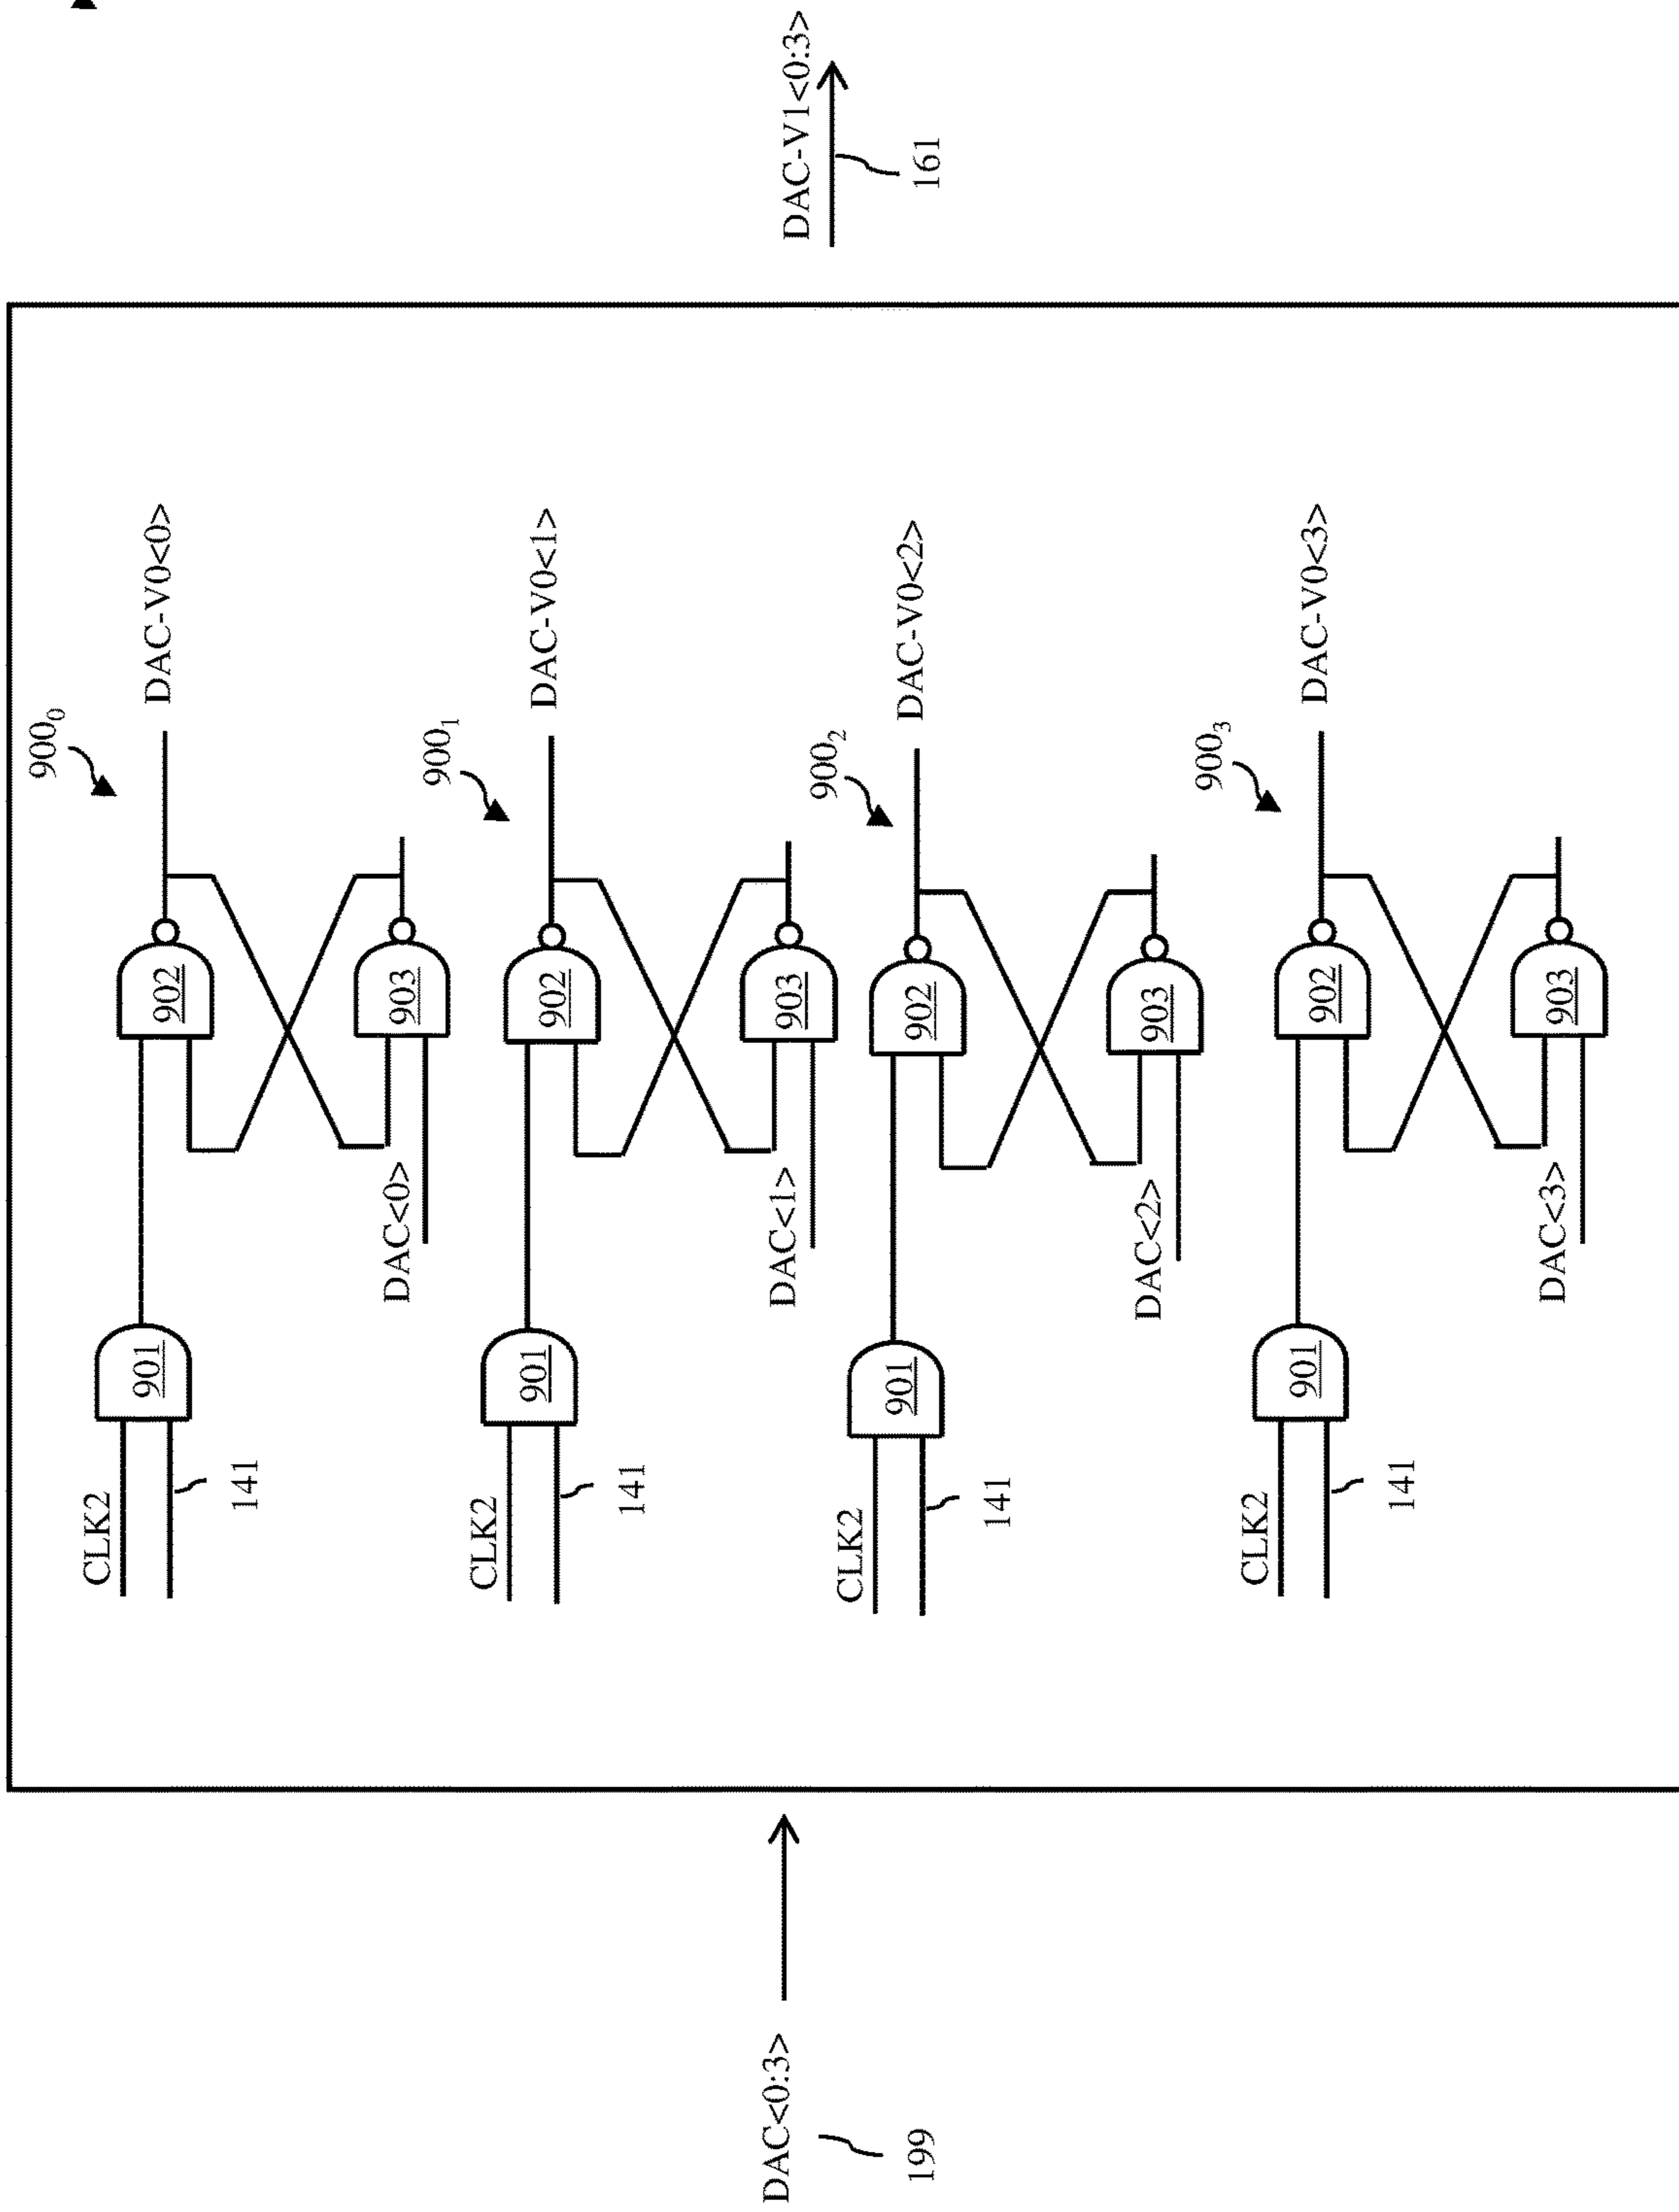 DAC<0:3>
199
CLK2
141
901
DAC<0>
902
903
900₀
DAC-V0<0>
CLK2
141
901
DAC<1>
902
903
900₁
DAC-V0<1>
CLK2
141
901
DAC<2>
902
903
900₂
DAC-V0<2>
CLK2
141
901
DAC<3>
902
903
900₃
DAC-V0<3>
DAC-V1<0:3>
161